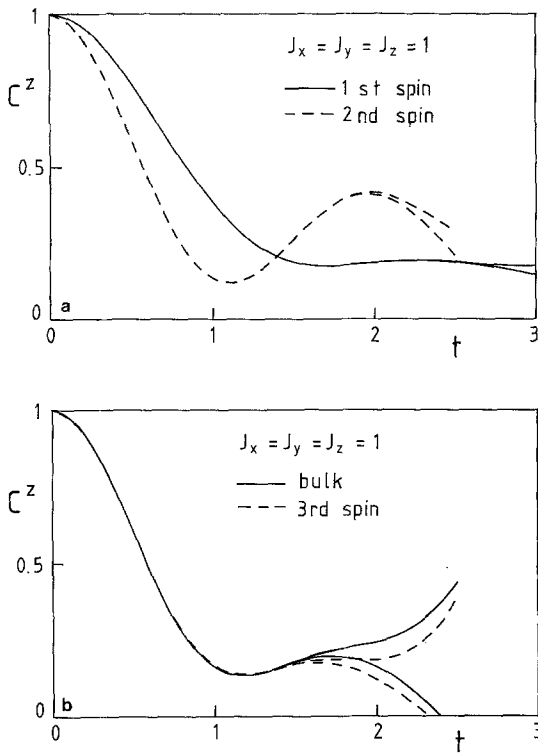 1
J_x = J_y = J_z = 1
1 st spin
2nd spin
C^z
0.5
0
a
0 1 2 3
t
1
J_x = J_y = J_z = 1
bulk
3rd spin
C^z
0.5
0
b
0 1 2 3
t